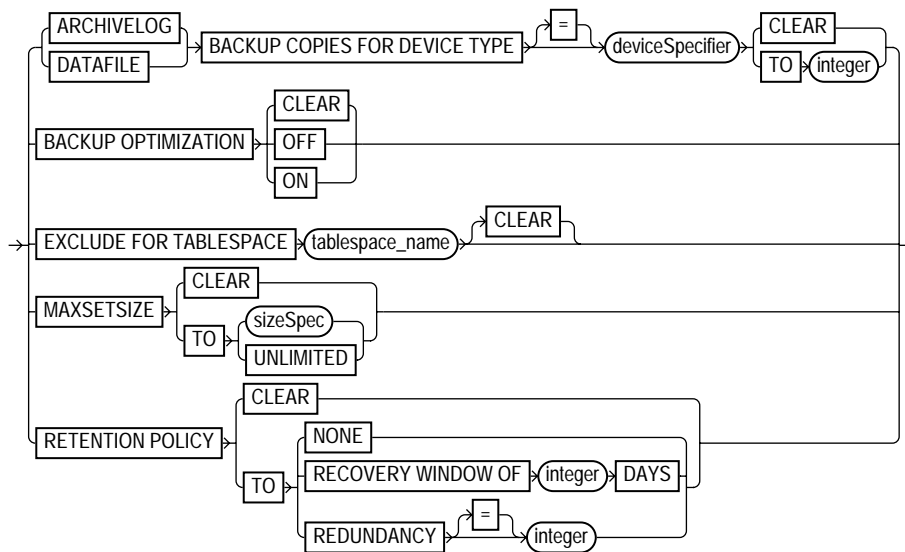 ARCHIVELOG
DATAFILE
BACKUP COPIES FOR DEVICE TYPE
=
deviceSpecifier
CLEAR
TO integer
BACKUP OPTIMIZATION
CLEAR
OFF
ON
EXCLUDE FOR TABLESPACE
tablespace_name
CLEAR
MAXSETSIZE
CLEAR
TO
sizeSpec
UNLIMITED
RETENTION POLICY
CLEAR
TO
NONE
RECOVERY WINDOW OF integer DAYS
REDUNDANCY = integer